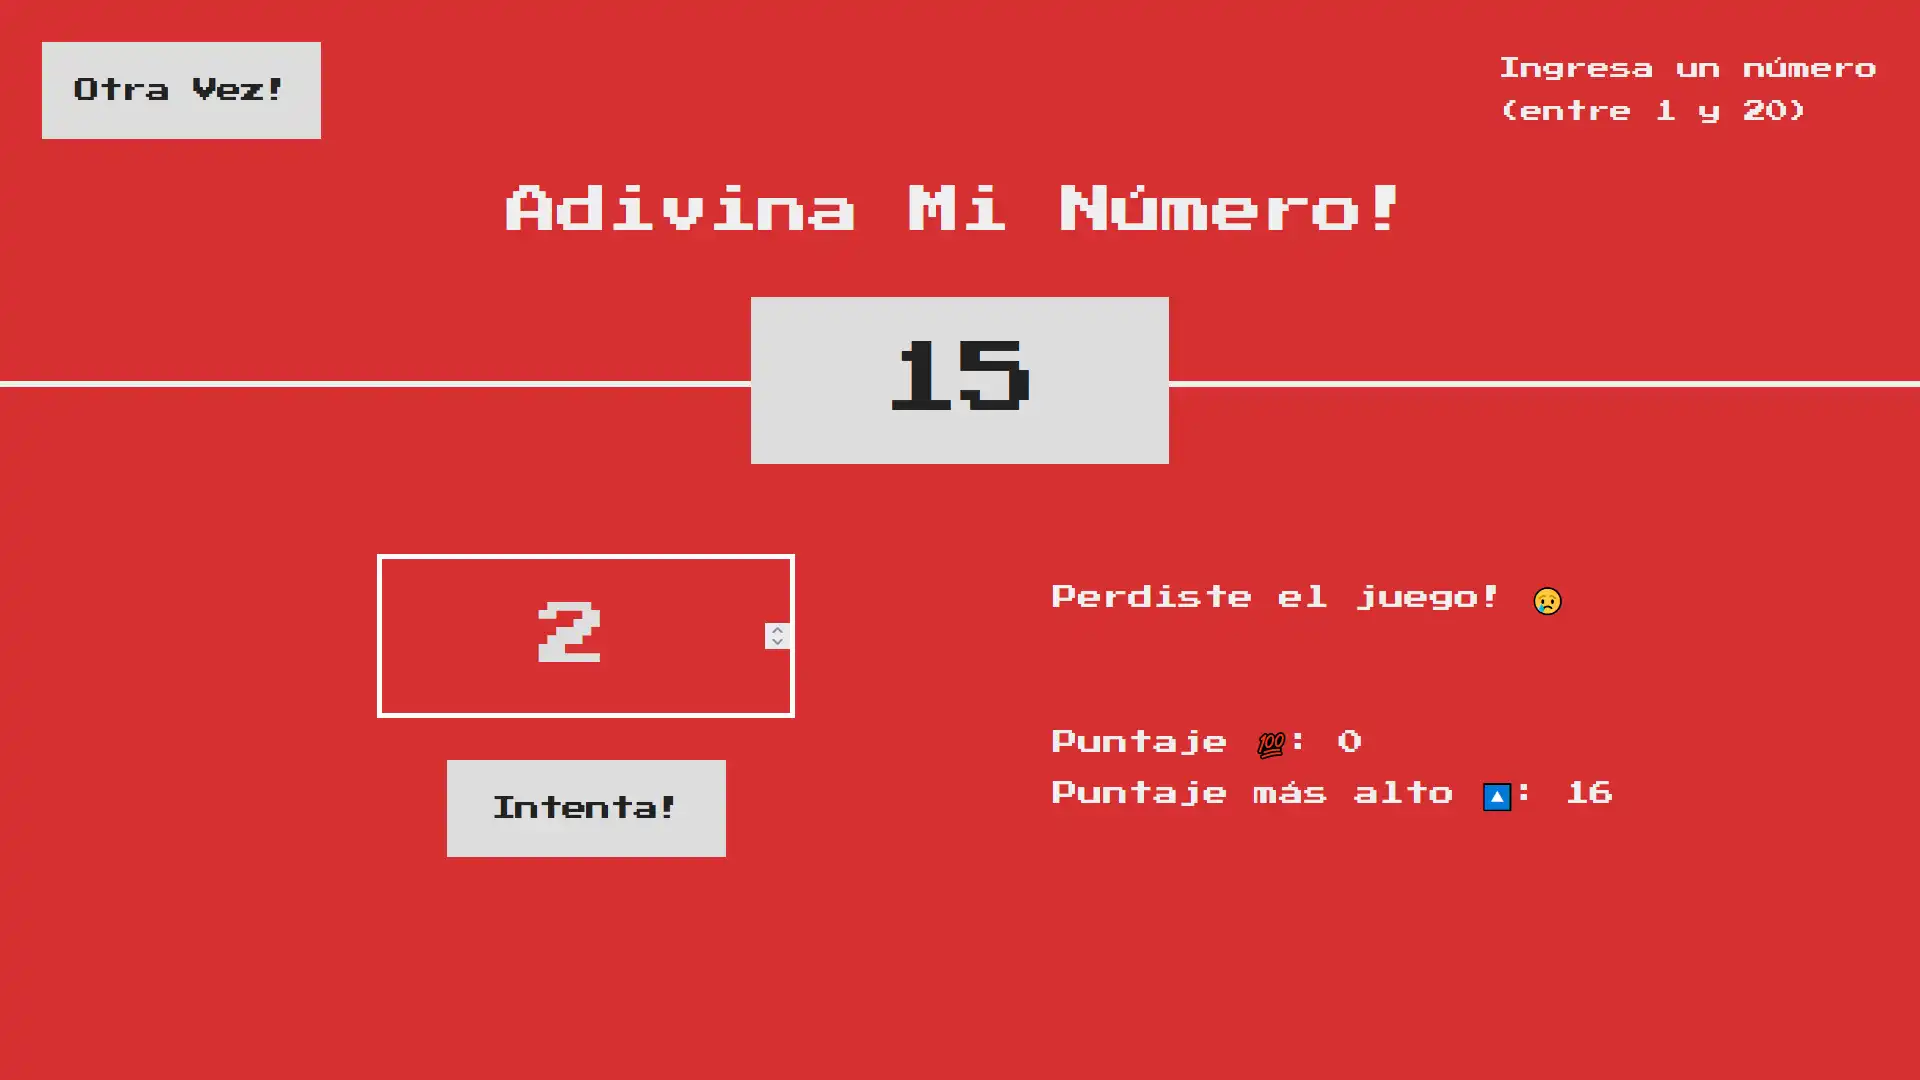 Otra Vez!
Ingresa un número
(entre 1 y 20)
Adivina Mi Número!
15
2
Perdiste el juego! 😢
Intenta!
Puntaje 💯: 0
Puntaje más alto 🔼: 16